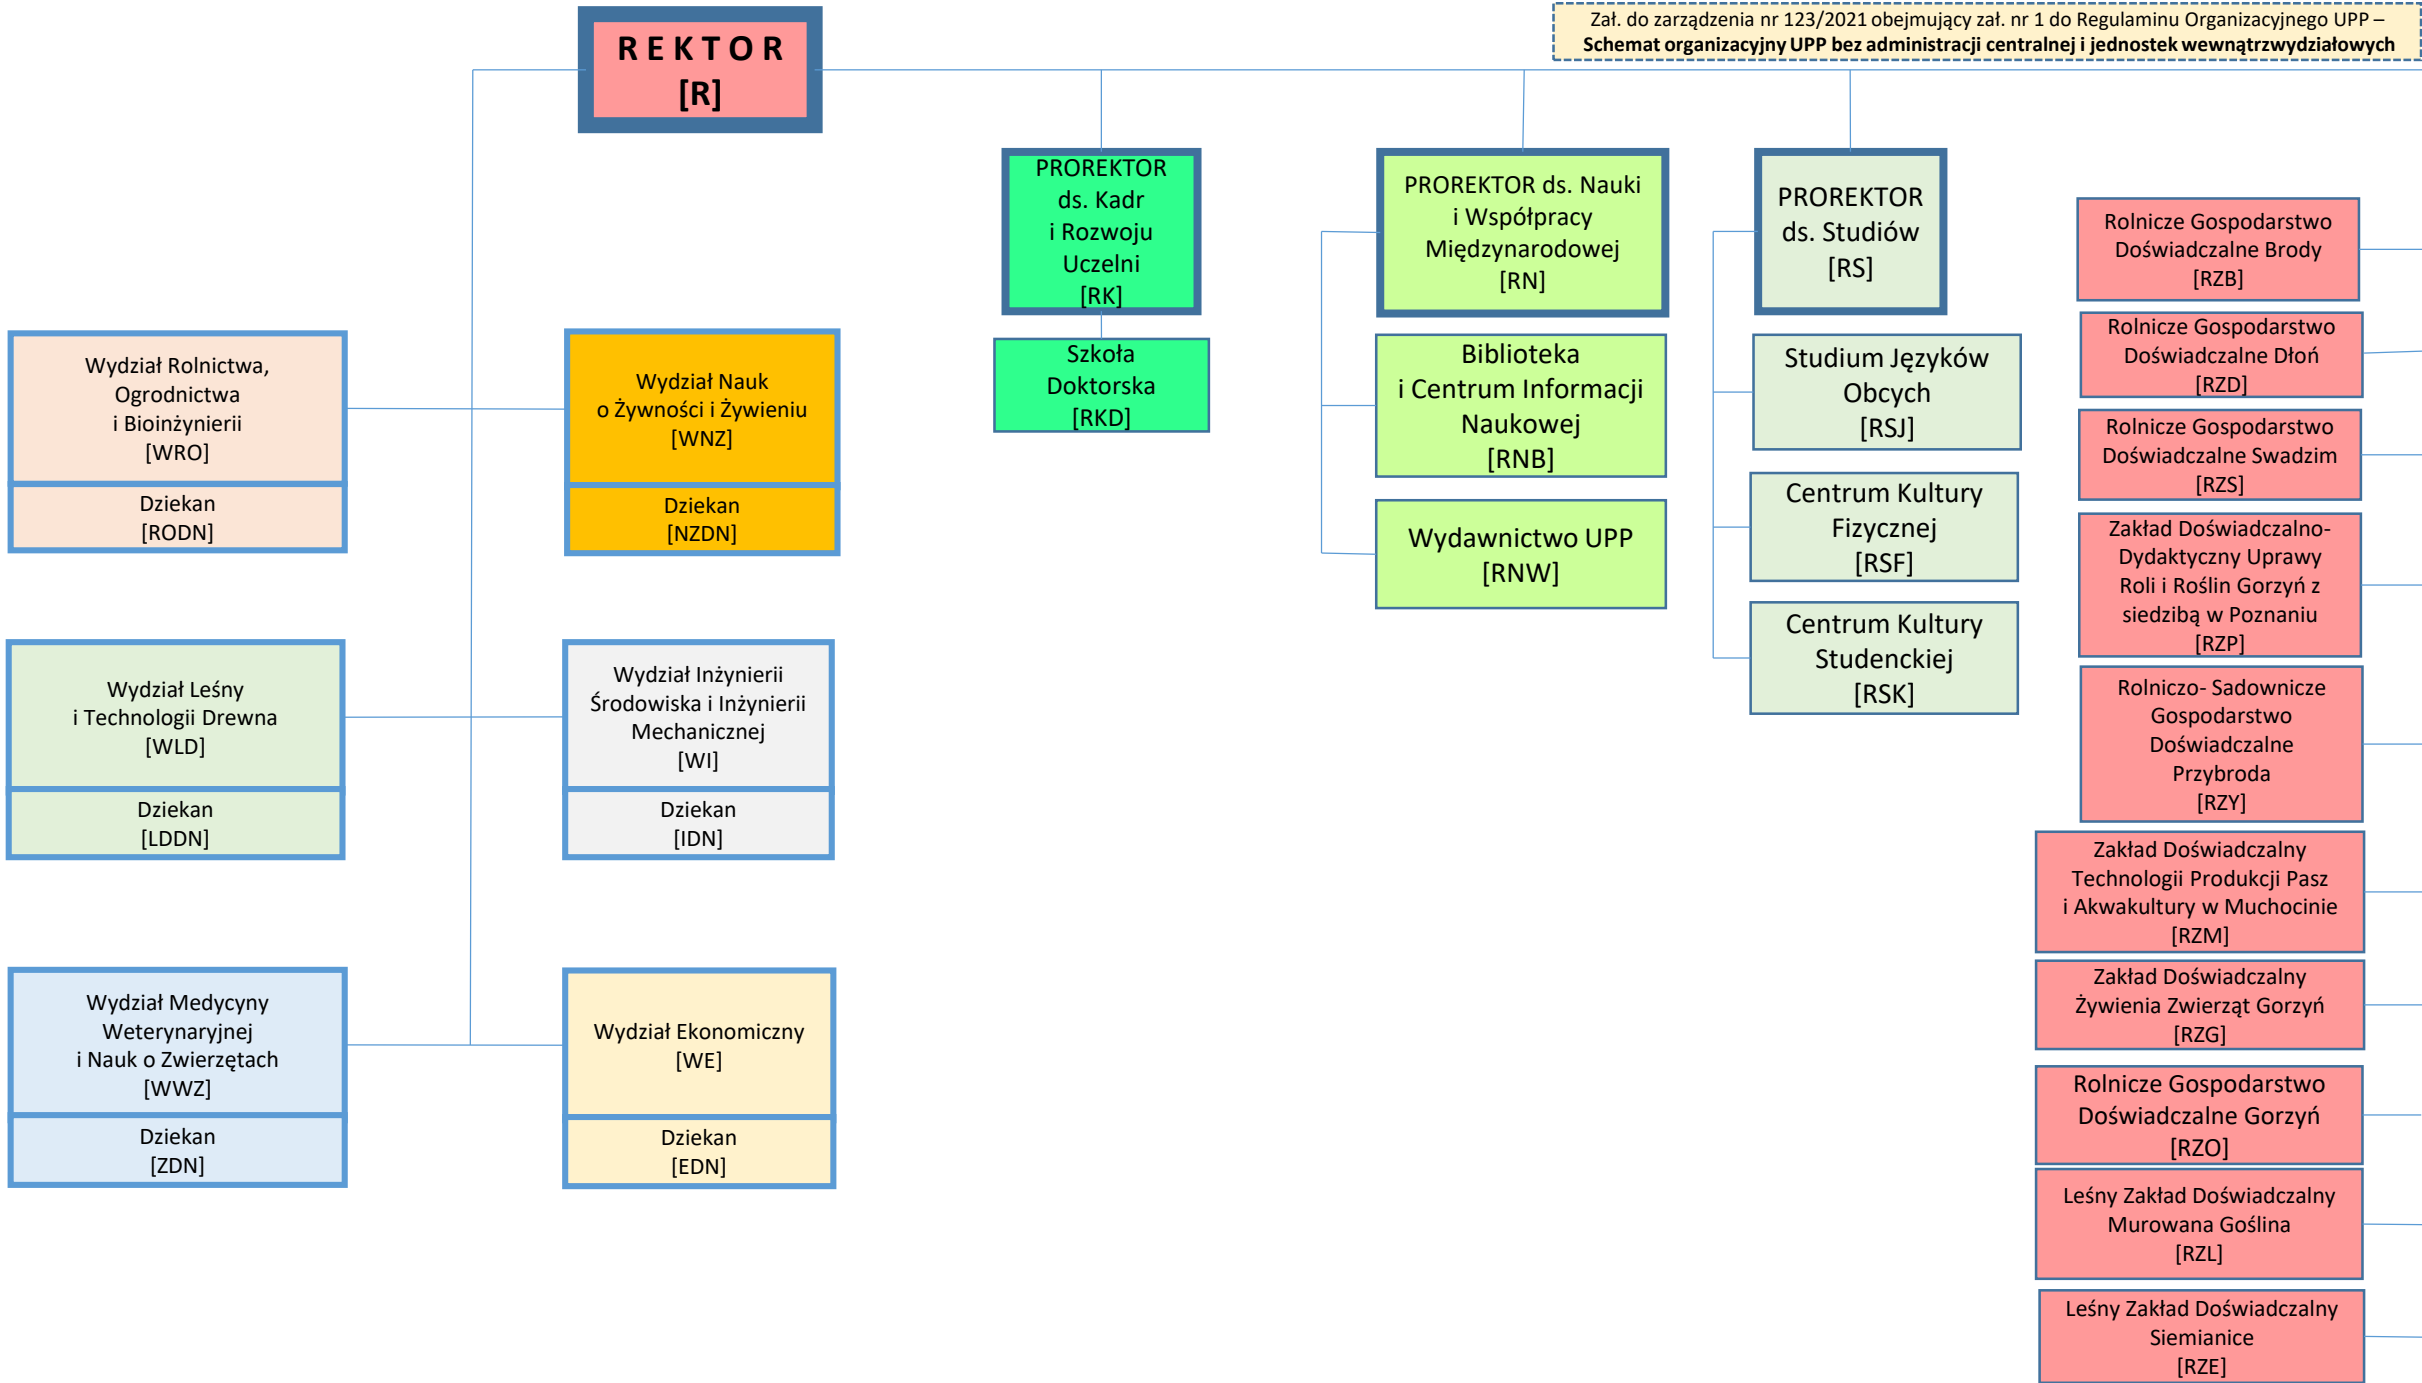 Zał. do zarządzenia nr 123/2021 obejmujący zał. nr 1 do Regulaminu Organizacyjnego UPP –
Schemat organizacyjny UPP bez administracji centralnej i jednostek wewnątrzwydziałowych
R E K T O R
[R]
PROREKTOR
ds. Kadr
i Rozwoju
Uczelni
[RK]
Szkoła
Doktorska
[RKD]
PROREKTOR ds. Nauki
i Współpracy
Międzynarodowej
[RN]
Biblioteka
i Centrum Informacji
Naukowej
[RNB]
Wydawnictwo UPP
[RNW]
PROREKTOR
ds. Studiów
[RS]
Studium Języków
Obcych
[RSJ]
Centrum Kultury
Fizycznej
[RSF]
Centrum Kultury
Studenckiej
[RSK]
Wydział Rolnictwa,
Ogrodnictwa
i Bioinżynierii
[WRO]
Dziekan
[RODN]
Wydział Nauk
o Żywności i Żywieniu
[WNZ]
Dziekan
[NZDN]
Wydział Leśny
i Technologii Drewna
[WLD]
Dziekan
[LDDN]
Wydział Inżynierii
Środowiska i Inżynierii
Mechanicznej
[WI]
Dziekan
[IDN]
Wydział Medycyny
Weterynaryjnej
i Nauk o Zwierzętach
[WWZ]
Dziekan
[ZDN]
Wydział Ekonomiczny
[WE]
Dziekan
[EDN]
Rolnicze Gospodarstwo
Doświadczalne Brody
[RZB]
Rolnicze Gospodarstwo
Doświadczalne Dłoń
[RZD]
Rolnicze Gospodarstwo
Doświadczalne Swadzim
[RZS]
Zakład Doświadczalno-
Dydaktyczny Uprawy
Roli i Roślin Gorzyń z
siedzibą w Poznaniu
[RZP]
Rolniczo- Sadownicze
Gospodarstwo
Doświadczalne
Przybroda
[RZY]
Zakład Doświadczalny
Technologii Produkcji Pasz
i Akwakultury w Muchocinie
[RZM]
Zakład Doświadczalny
Żywienia Zwierząt Gorzyń
[RZG]
Rolnicze Gospodarstwo
Doświadczalne Gorzyń
[RZO]
Leśny Zakład Doświadczalny
Murowana Goślina
[RZL]
Leśny Zakład Doświadczalny
Siemianice
[RZE]